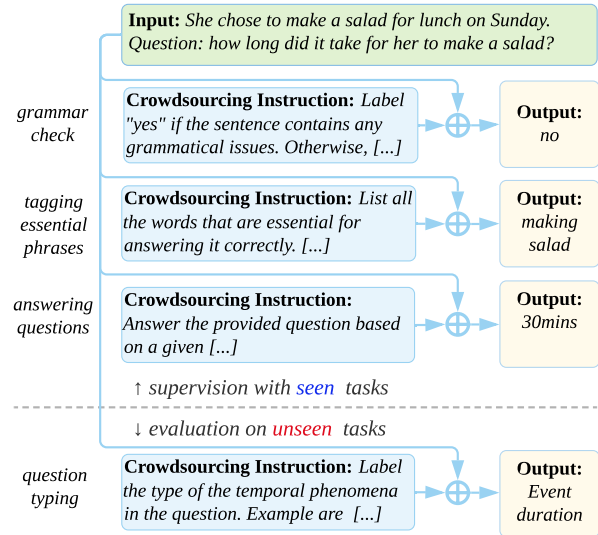 Input: She chose to make a salad for lunch on Sunday.
Question: how long did it take for her to make a salad?
grammar
check
Crowdsourcing Instruction: Label
"yes" if the sentence contains any
grammatical issues. Otherwise, [...]
Output:
no
tagging
essential
phrases
Crowdsourcing Instruction: List all
the words that are essential for
answering it correctly. [...]
Output:
making
salad
answering
questions
Crowdsourcing Instruction:
Answer the provided question based
on a given [...]
Output:
30mins
↑ supervision with seen tasks
↓ evaluation on unseen tasks
question
typing
Crowdsourcing Instruction: Label
the type of the temporal phenomena
in the question. Example are [...]
Output:
Event
duration